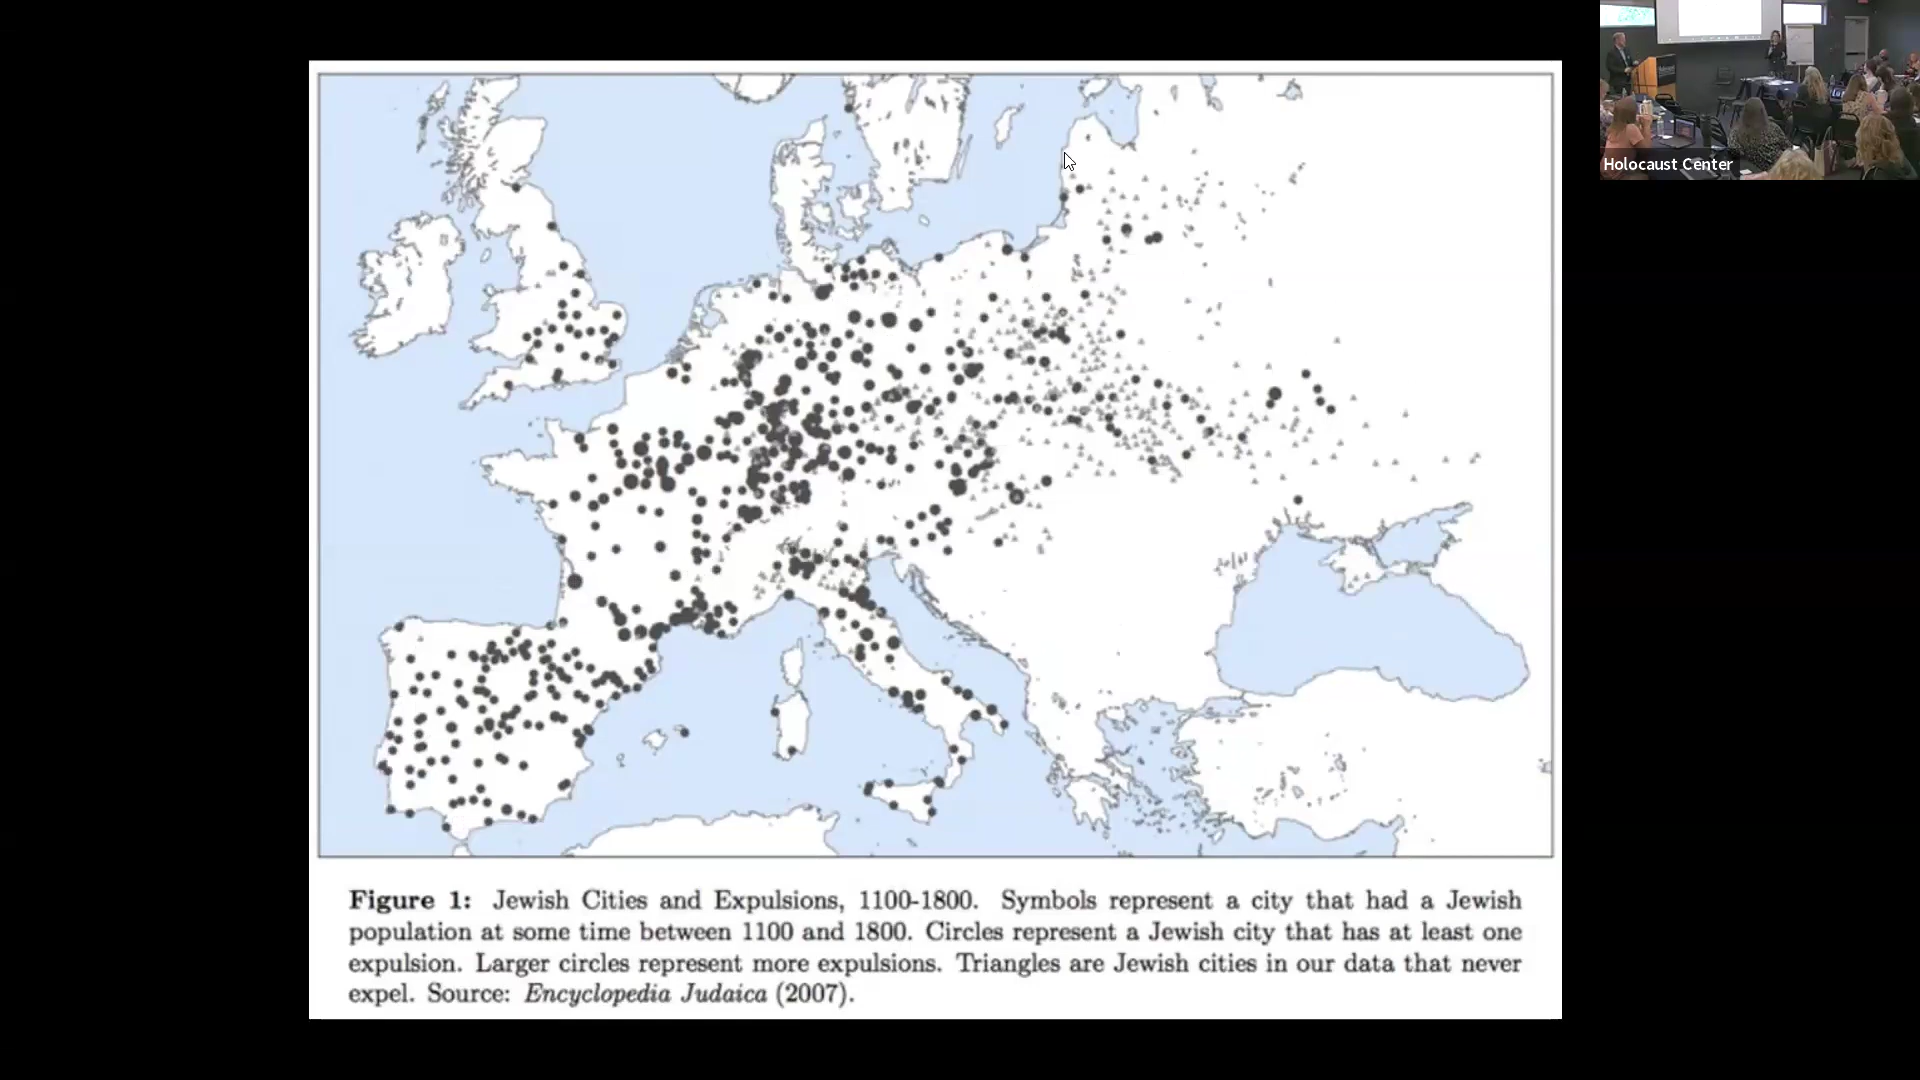 Holocaust Center
Figure 1: Jewish Cities and Expulsions, 1100-1800. Symbols represent a city that had a Jewish
population at some time between 1100 and 1800. Circles represent a Jewish city that has at least one
expulsion. Larger circles represent more expulsions. Triangles are Jewish cities in our data that never
expel. Source: Encyclopedia Judaica (2007).